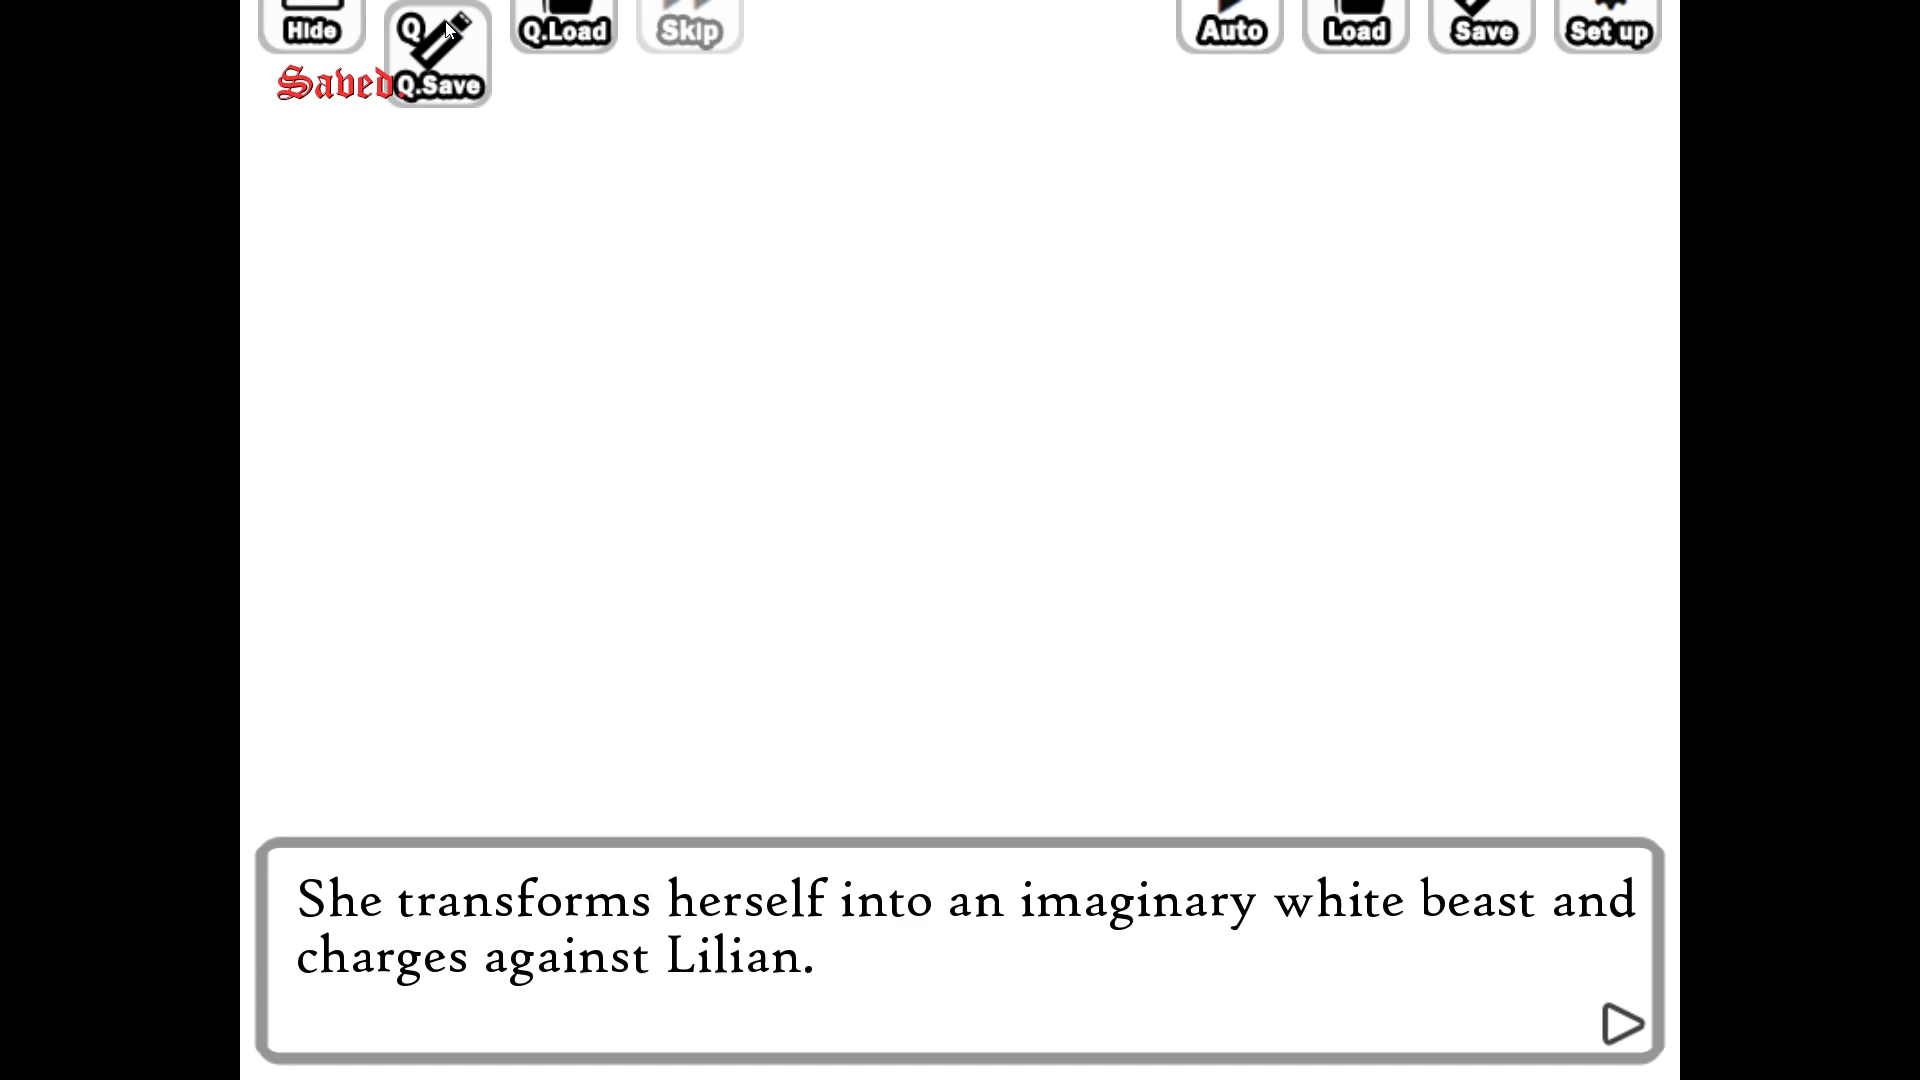 Hide
Q
Q.Save
Q.Load
Skip
Auto
Load
Save
Set up
Saved.
She transforms herself into an imaginary white beast and
charges against Lilian.